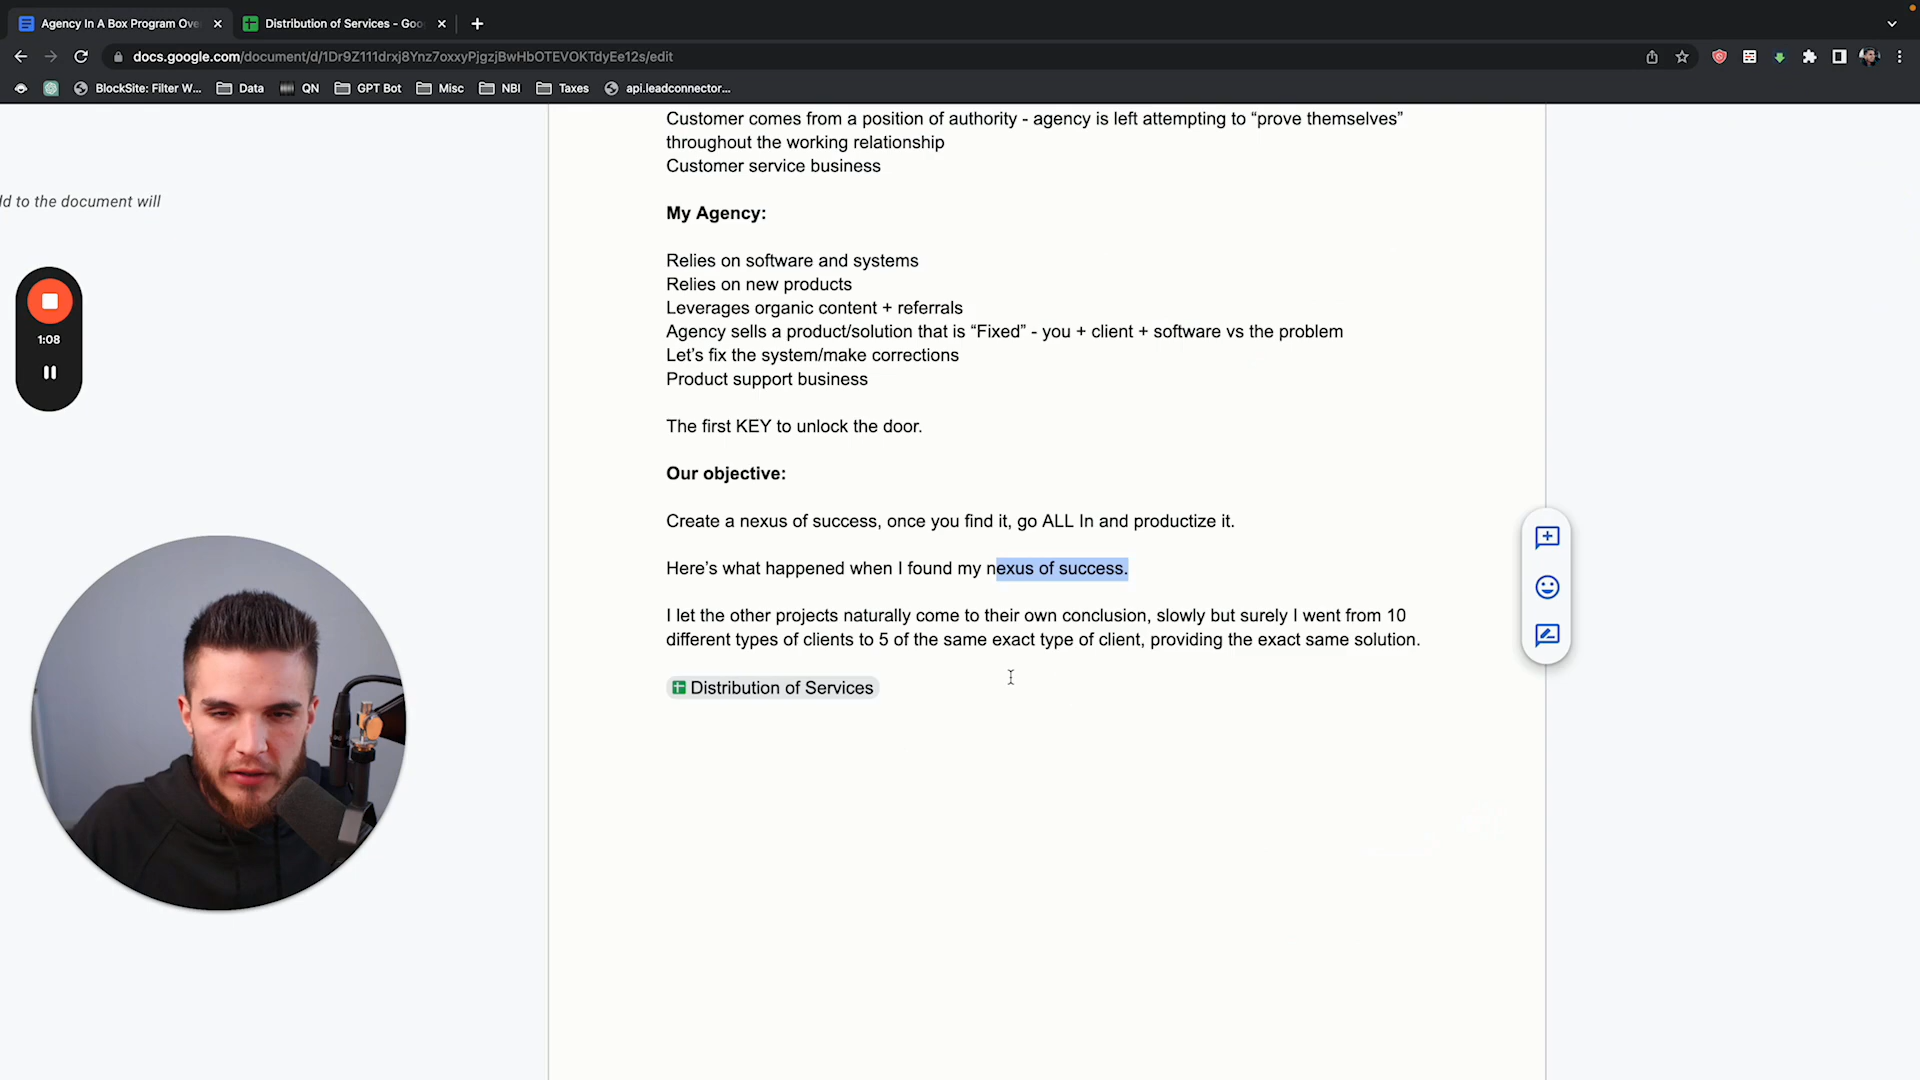 Agency In A Box Program Ove
Distribution of Services - Goo
docs.google.com/document/d/1Dr9Z111drxj8Ynz7oxxyPjgzjBwHbOTEVOKTdyEe12s/edit
BlockSite: Filter W...
Data
QN
GPT Bot
Misc
NBI
Taxes
api.leadconnector...
Customer comes from a position of authority - agency is left attempting to “prove themselves”
throughout the working relationship
Customer service business
ld to the document will
My Agency:
Relies on software and systems
Relies on new products
Leverages organic content + referrals
Agency sells a product/solution that is “Fixed” - you + client + software vs the problem
Let’s fix the system/make corrections
Product support business
1:08
The first KEY to unlock the door.
Our objective:
Create a nexus of success, once you find it, go ALL In and productize it.
Here’s what happened when I found my nexus of success.
I let the other projects naturally come to their own conclusion, slowly but surely I went from 10
different types of clients to 5 of the same exact type of client, providing the exact same solution.
Distribution of Services